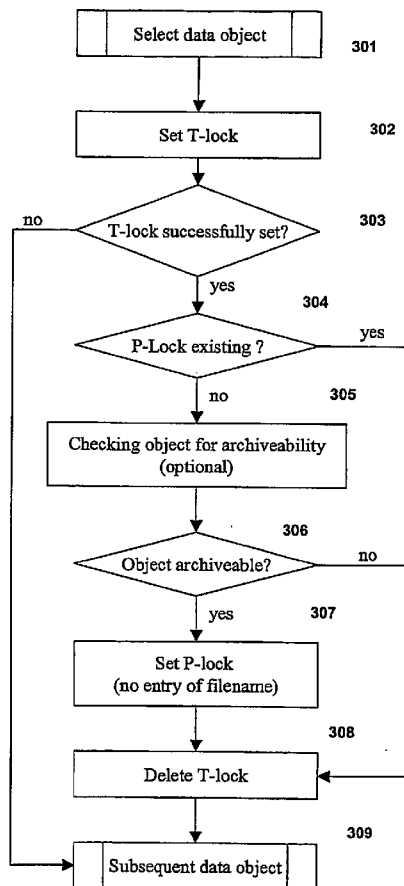 Select data object
301
Set T-lock
302
T-lock successfully set?
303
no
yes
304
P-Lock existing ?
yes
no
305
Checking object for archiveability
(optional)
306
Object archiveable?
no
yes
307
Set P-lock
(no entry of filename)
308
Delete T-lock
309
Subsequent data object